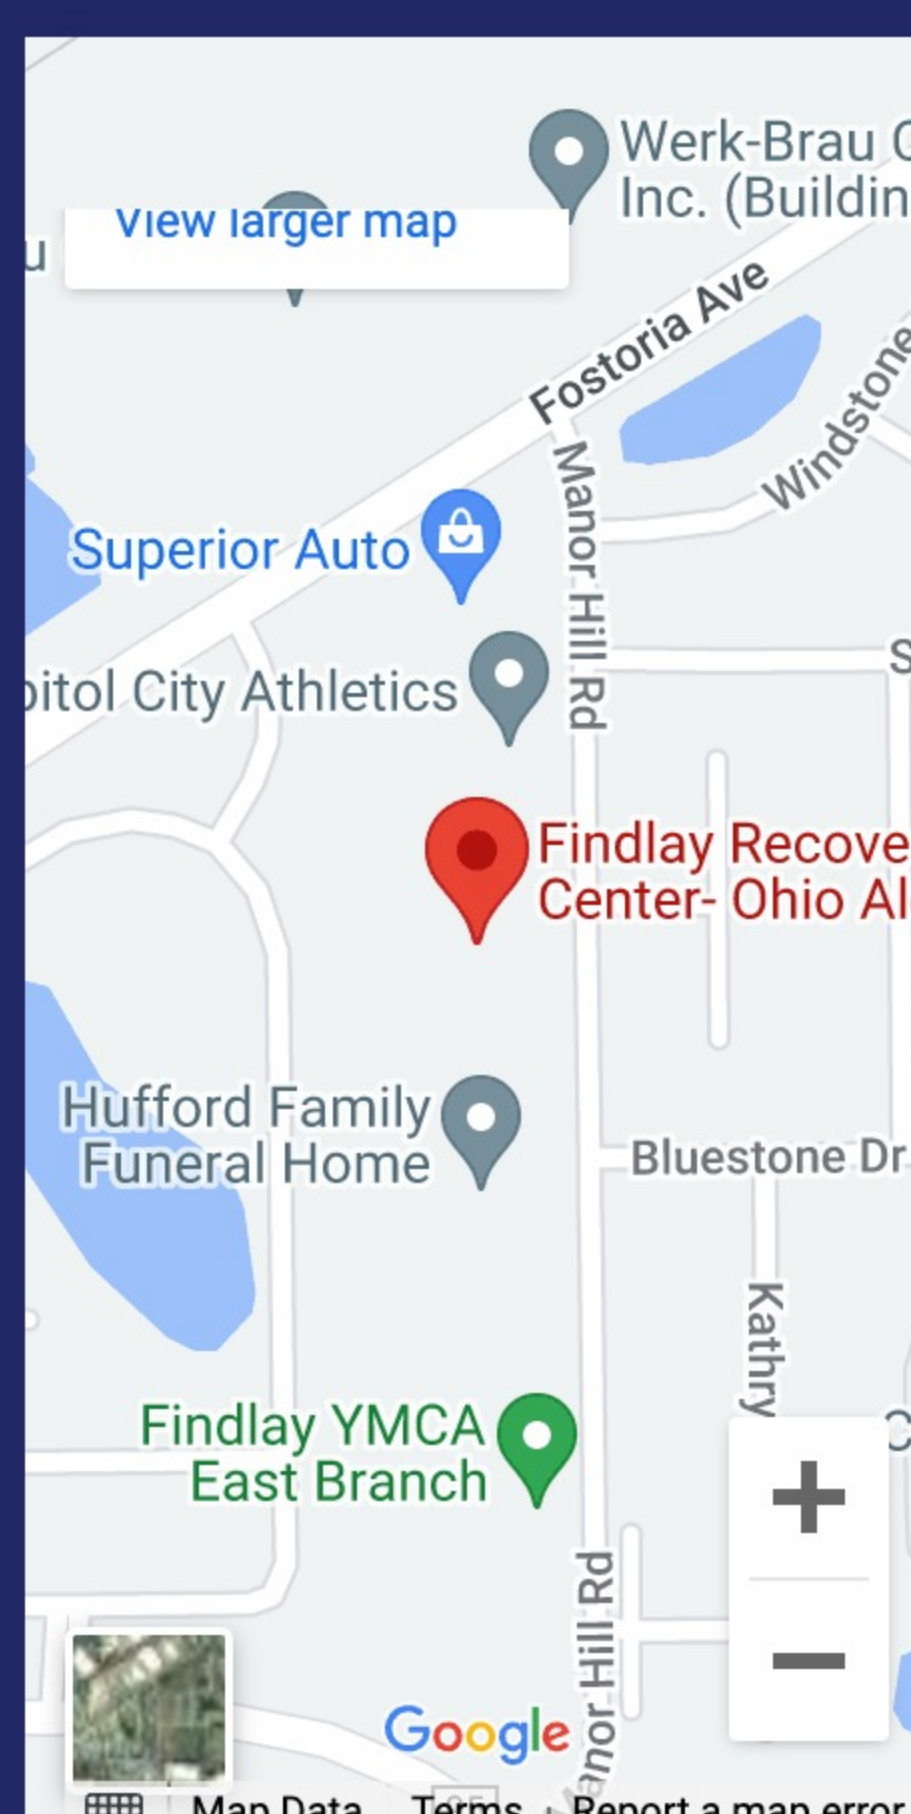 Werk-Brau C
Inc. (Buildin
View larger map
u
Fostoria Ave
Windstone
Manor Hill Rd
Superior Auto
S
pitol City Athletics
Findlay Recove
Center- Ohio Al
Hufford Family
Funeral Home
Bluestone Dr
Kathry
Findlay YMCA
East Branch
C
Manor Hill Rd
Google
Map Data
Terms
Report a map error